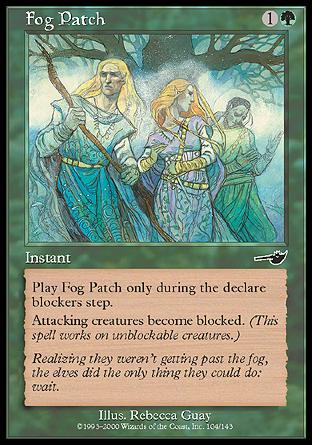 Fog Patch 1
Instant
Play Fog Patch only during the declare
blockers step.
Attacking creatures become blocked. (This
spell works on unblockable creatures.)
Realizing they weren't getting past the fog,
the elves did the only thing they could do:
wait.
Illus. Rebecca Guay
©1993-2000 Wizards of the Coast, Inc. 104/143